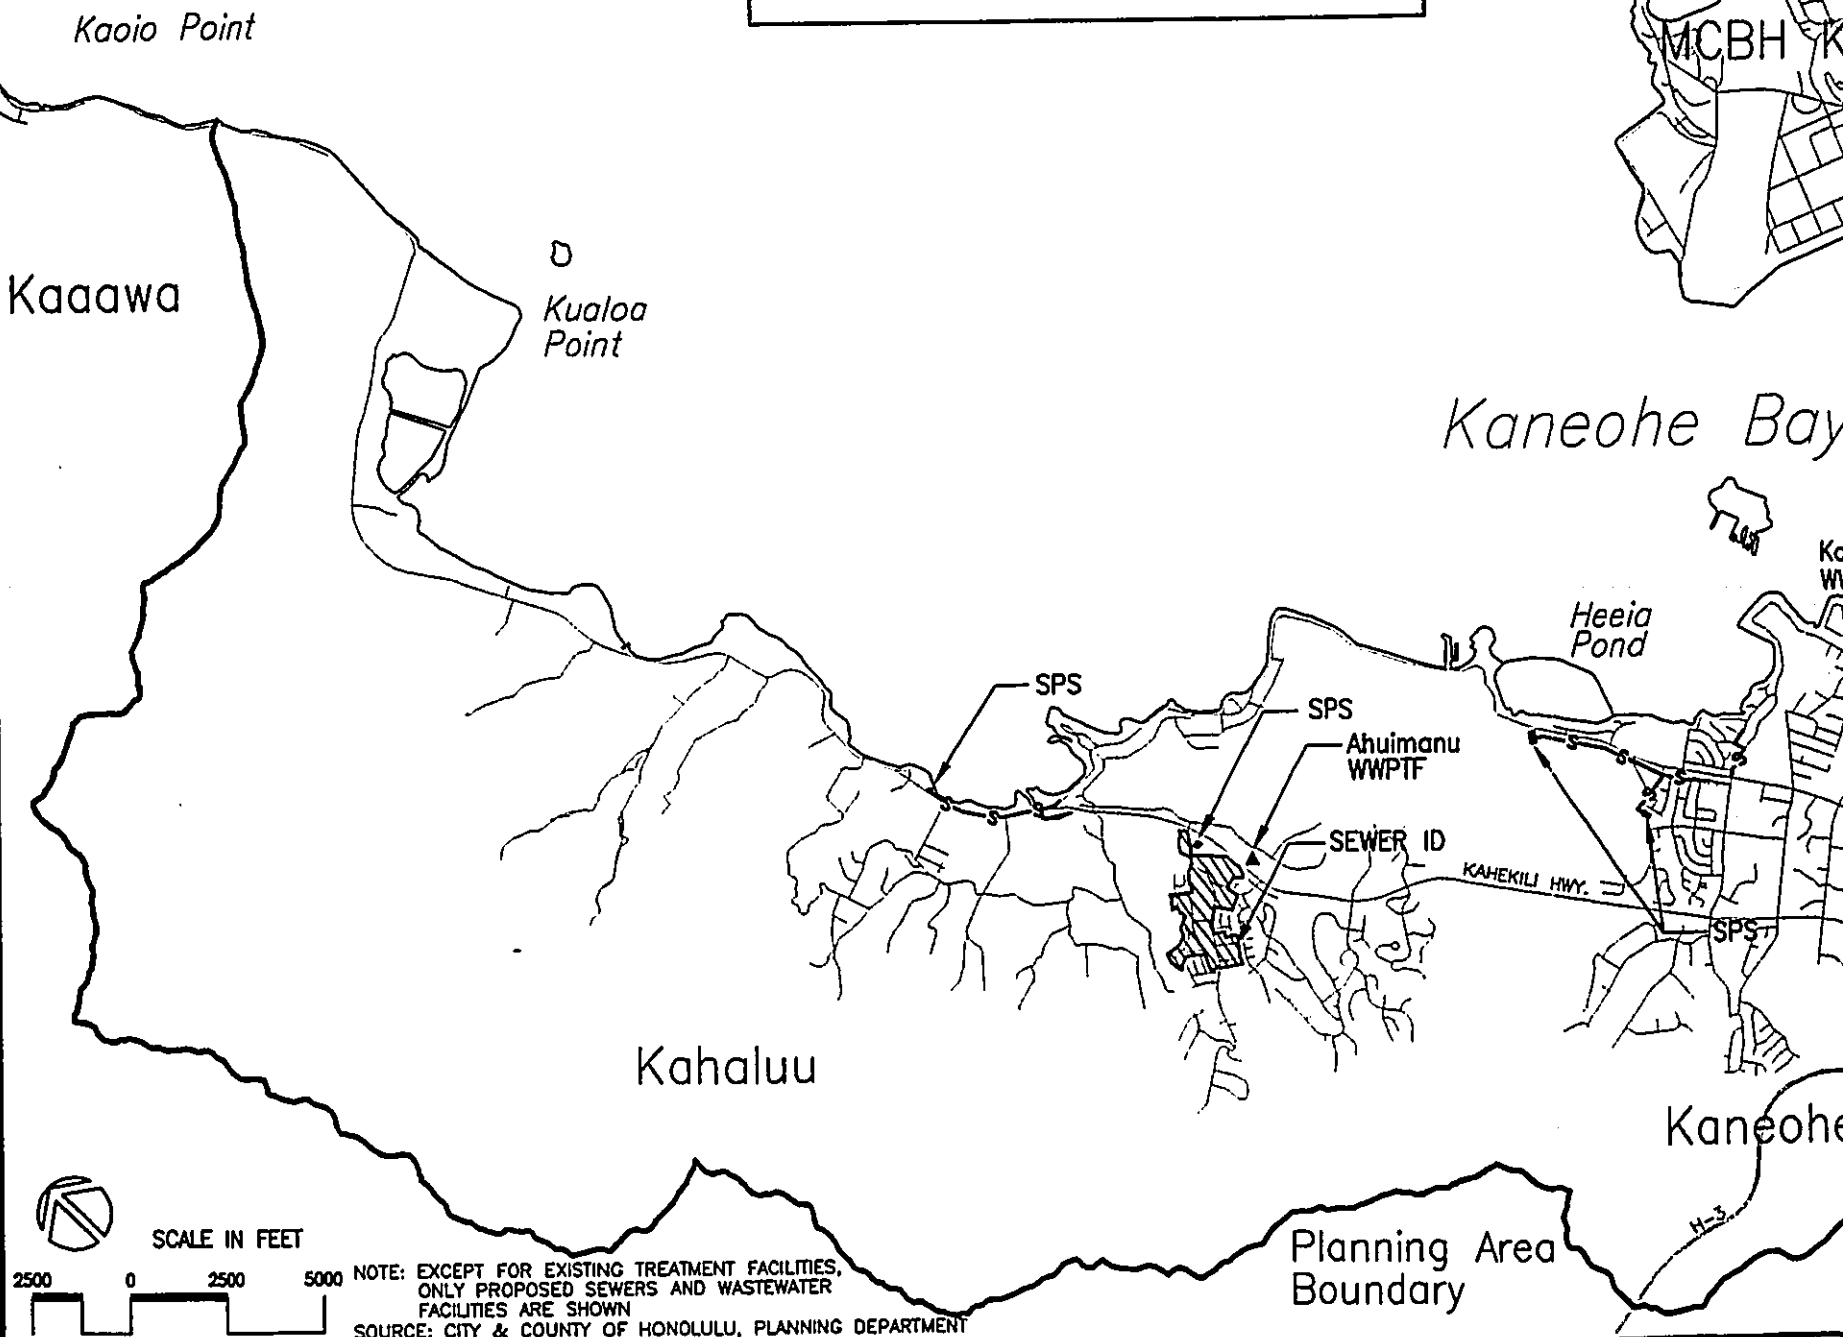 Kaoio Point
MCBH
Kaaawa
Kualoa
Point
Kaneohe Bay
Heeia
Pond
SPS
SPS
Ahuimanu
WWPTF
SEWER ID
KAHEKILI HWY.
SPS
S
S
S
S
S
S
S
S
S
Kahaluu
Kaneohe
H-3
Planning Area
Boundary
SCALE IN FEET
2500 0 2500 5000
NOTE: EXCEPT FOR EXISTING TREATMENT FACILITIES,
ONLY PROPOSED SEWERS AND WASTEWATER
FACILITIES ARE SHOWN
SOURCE: CITY & COUNTY OF HONOLULU, PLANNING DEPARTMENT